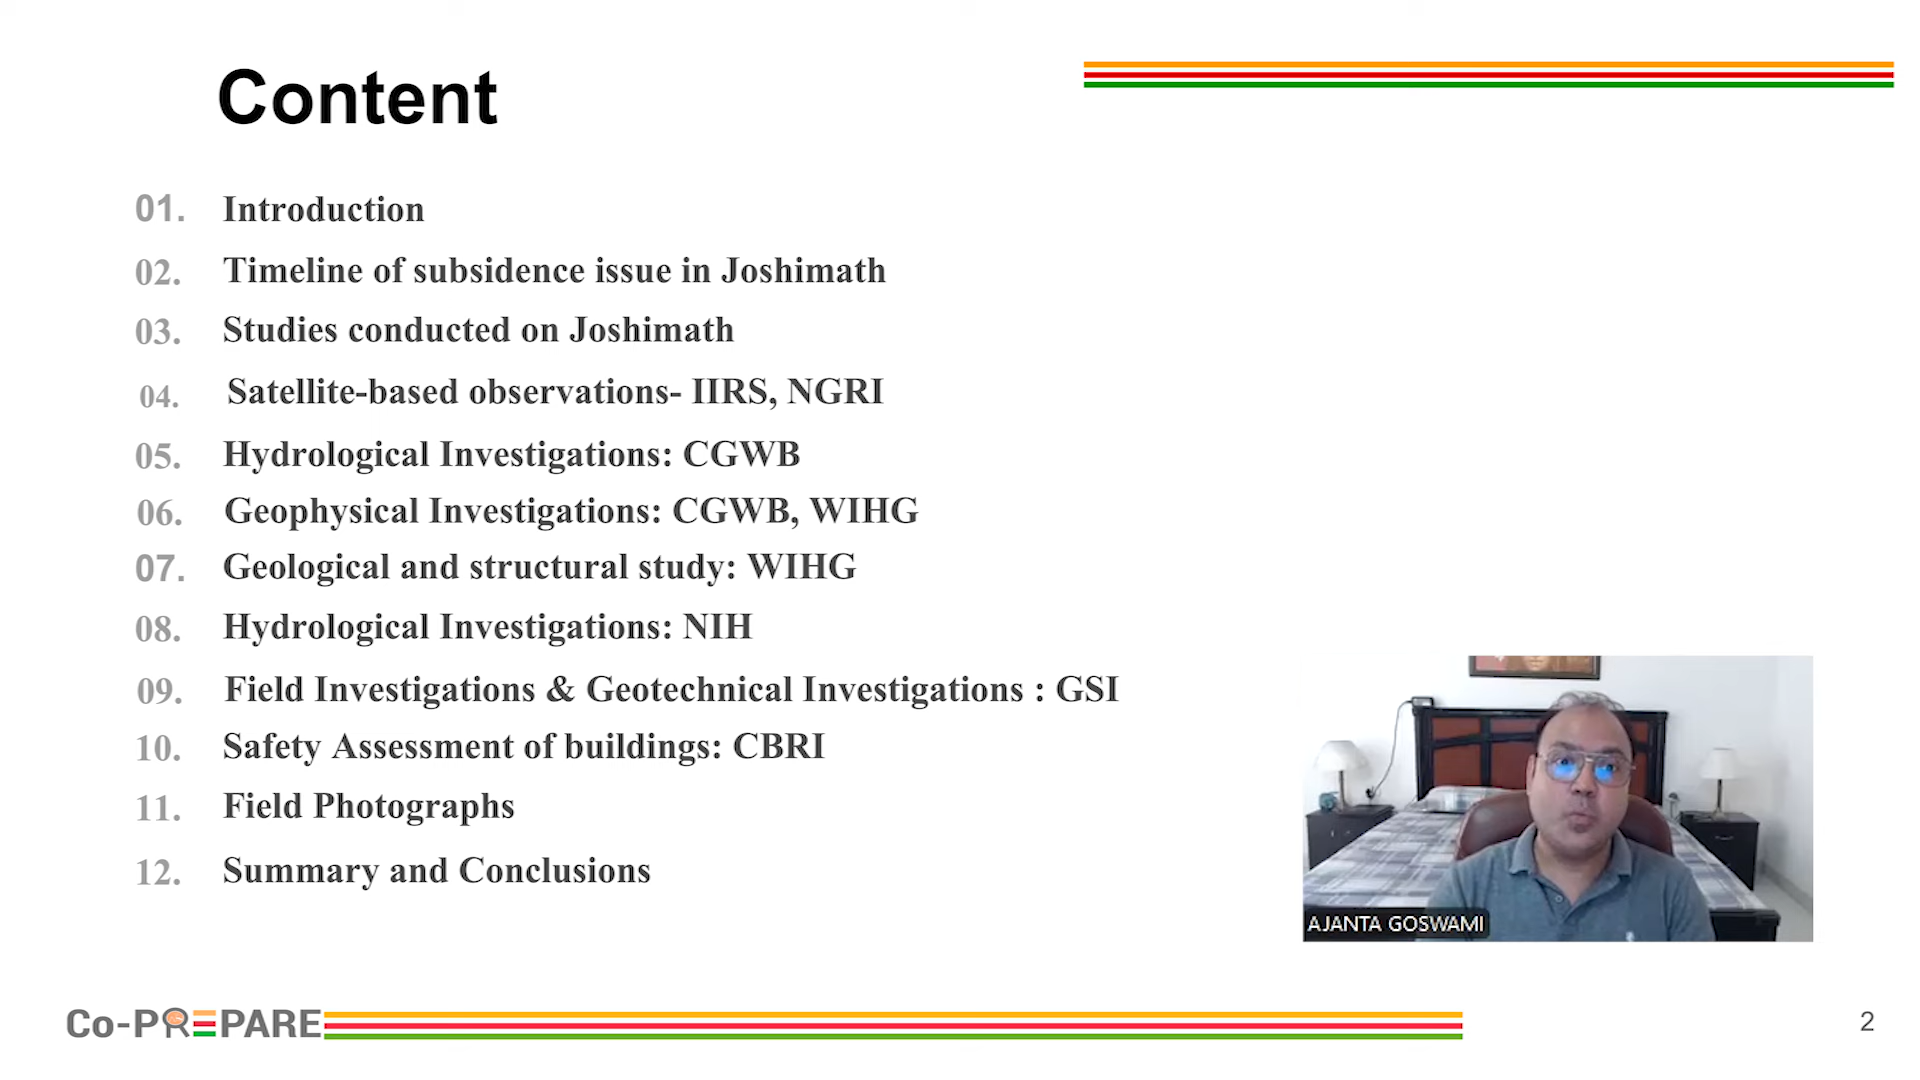 Content
01. Introduction
02. Timeline of subsidence issue in Joshimath
03. Studies conducted on Joshimath
04. Satellite-based observations- IIRS, NGRI
05. Hydrological Investigations: CGWB
06. Geophysical Investigations: CGWB, WIHG
07. Geological and structural study: WIHG
08. Hydrological Investigations: NIH
09. Field Investigations & Geotechnical Investigations : GSI
10. Safety Assessment of buildings: CBRI
11. Field Photographs
12. Summary and Conclusions
AJANTA GOSWAMI
Co-PREPARE
2